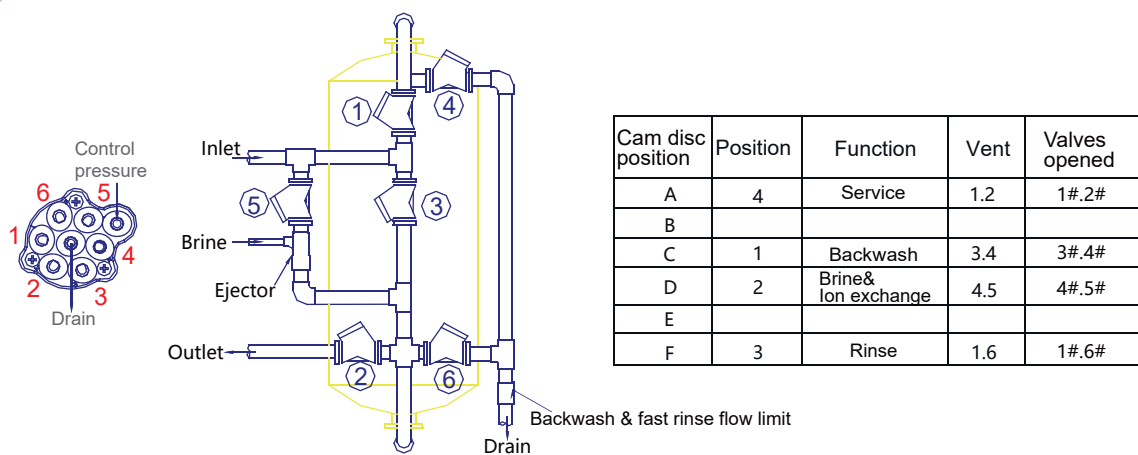 Control
pressure
6
5
1
4
2
3
Drain
Inlet
Brine
Ejector
Outlet
1
4
5
3
2
6
Backwash & fast rinse flow limit
Drain
Cam disc position
Position
Function
Vent
Valves opened
A 4 Service 1.2 1#.2#
B
C 1 Backwash 3.4 3#.4#
D 2 Brine& Ion exchange 4.5 4#.5#
E
F 3 Rinse 1.6 1#.6#